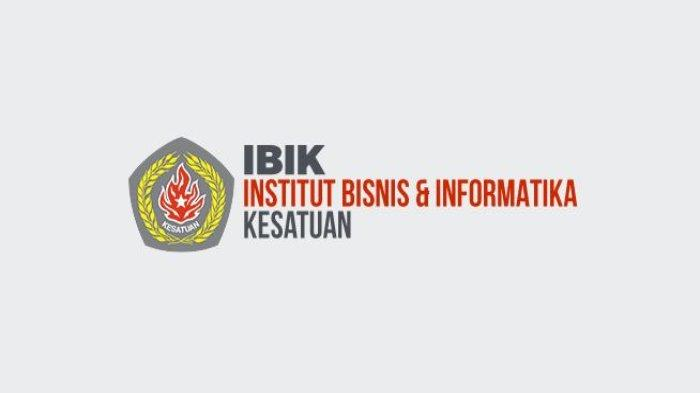 IBIK
INSTITUT BISNIS & INFORMATIKA
KESATUAN
KESATUAN